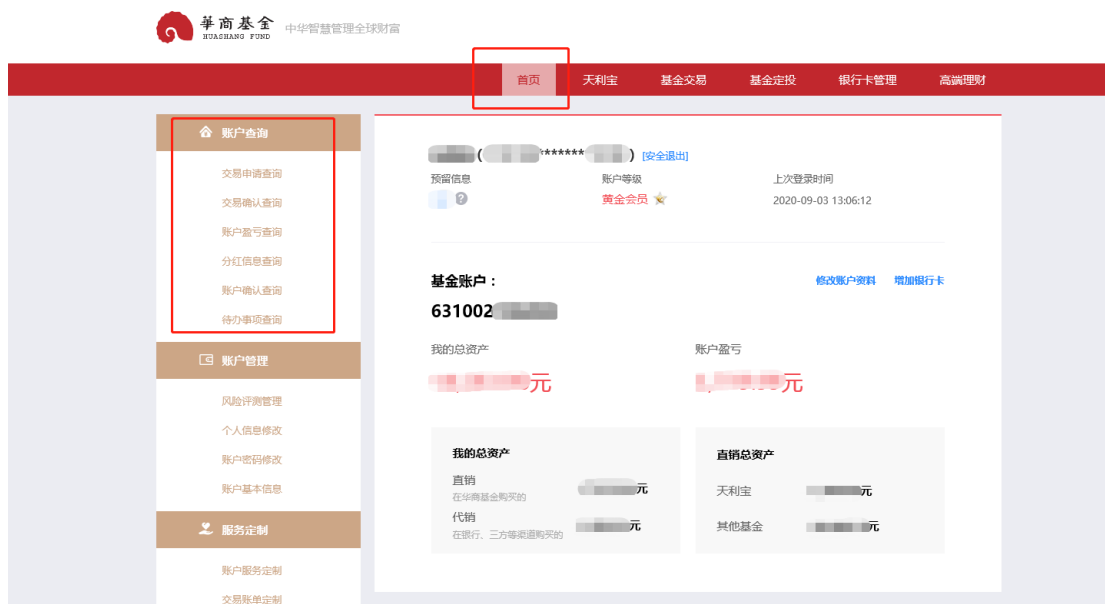 華商基金
HUASHANG FUND
中华智慧管理全球财富
首页 天利宝 基金交易 基金定投 银行卡管理 高端理财
账户查询
交易申请查询
交易确认查询
账户盈亏查询
分红信息查询
账户确认查询
待办事项查询
账户管理
风险评测管理
个人信息修改
账户密码修改
账户基本信息
服务定制
账户服务定制
交易账单定制
( ******* ) [安全退出]
预留信息 账户等级 上次登录时间
? 黄金会员 2020-09-03 13:06:12
基金账户： 修改账户资料 增加银行卡
631002
我的总资产 账户盈亏
元 元
我的总资产
直销 元
在华商基金购买的
代销 元
在银行、三方等渠道购买的
直销总资产
天利宝 元
其他基金 元